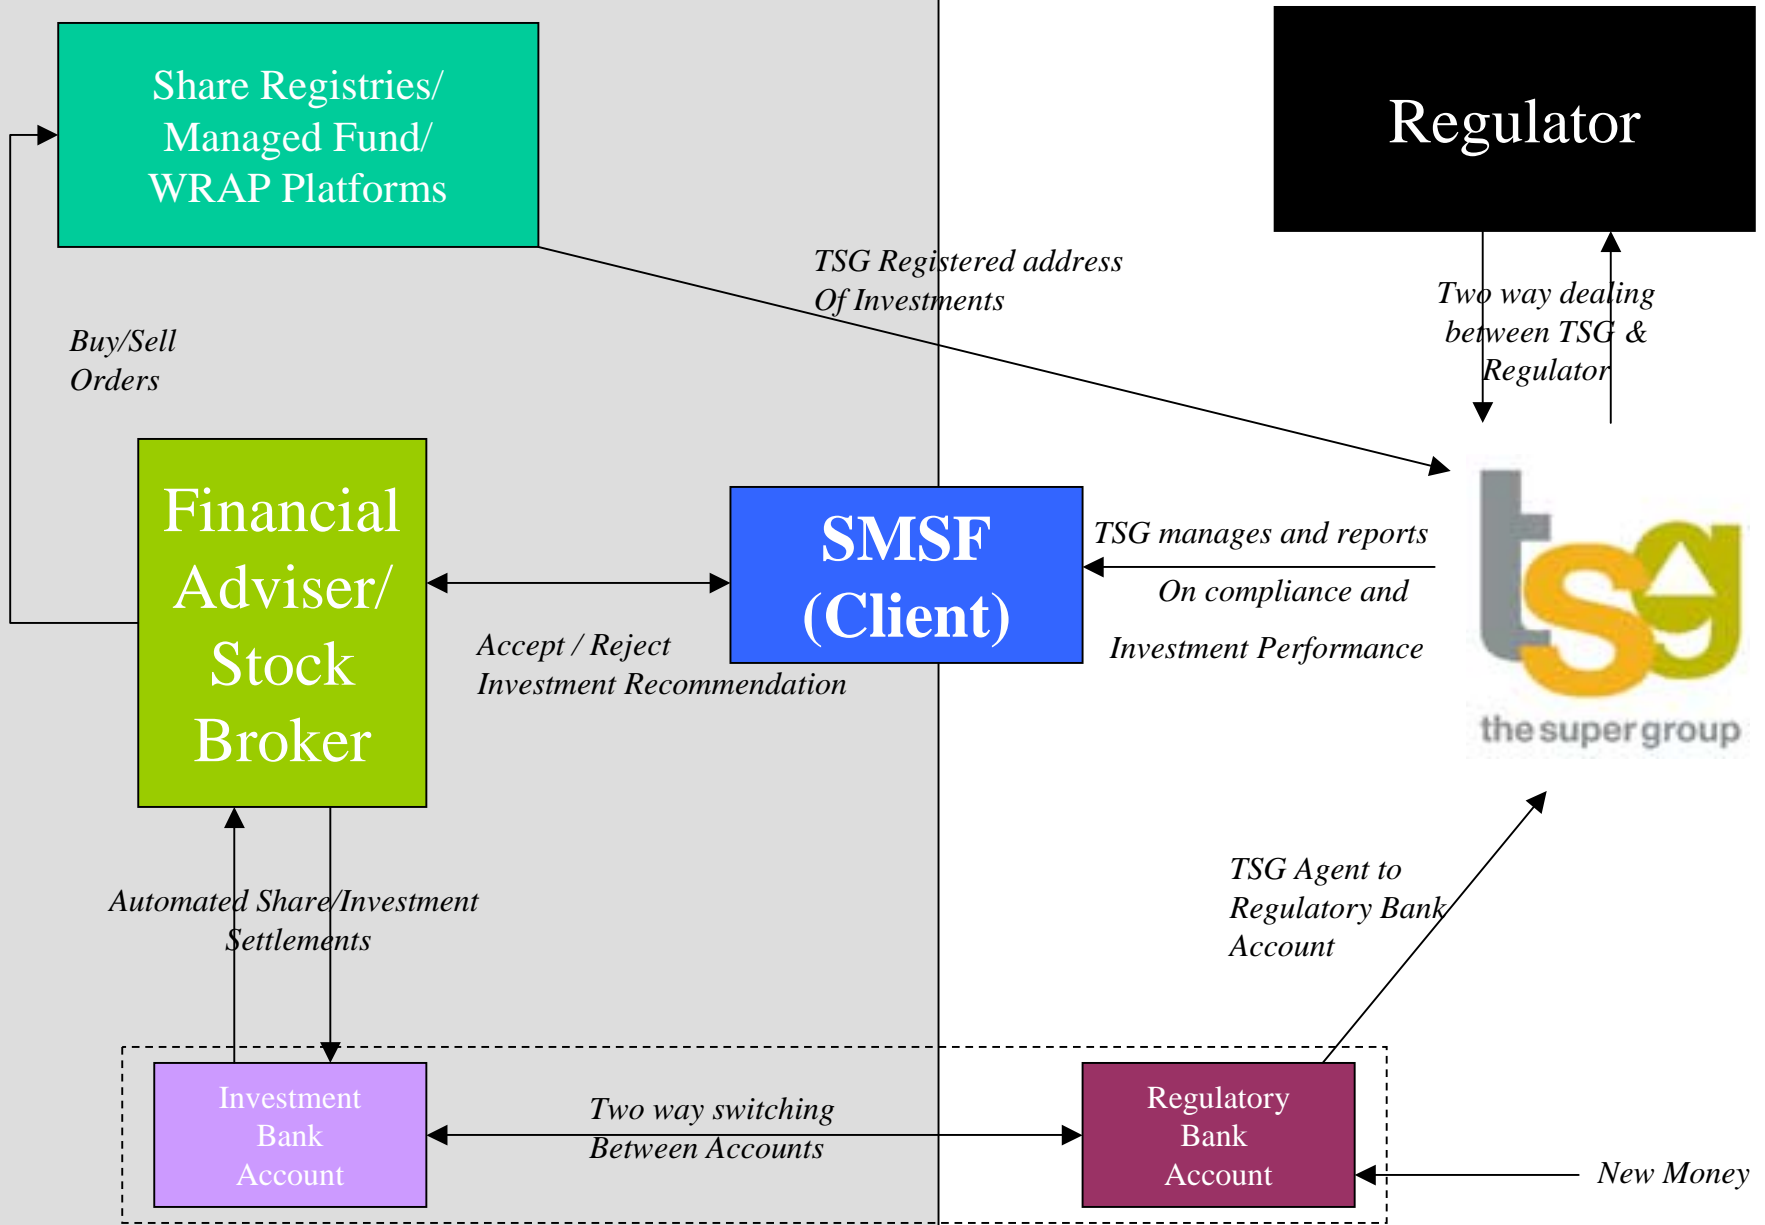 Share Registries/
Managed Fund/
WRAP Platforms
Regulator
TSG Registered address
Of Investments
Two way dealing
between TSG &
Regulator
Buy/Sell
Orders
Financial
Adviser/
Stock
Broker
SMSF
(Client)
TSG manages and reports
On compliance and
Investment Performance
tsg
the super group
Accept / Reject
Investment Recommendation
Automated Share/Investment
Settlements
TSG Agent to
Regulatory Bank
Account
Investment
Bank
Account
Two way switching
Between Accounts
Regulatory
Bank
Account
New Money